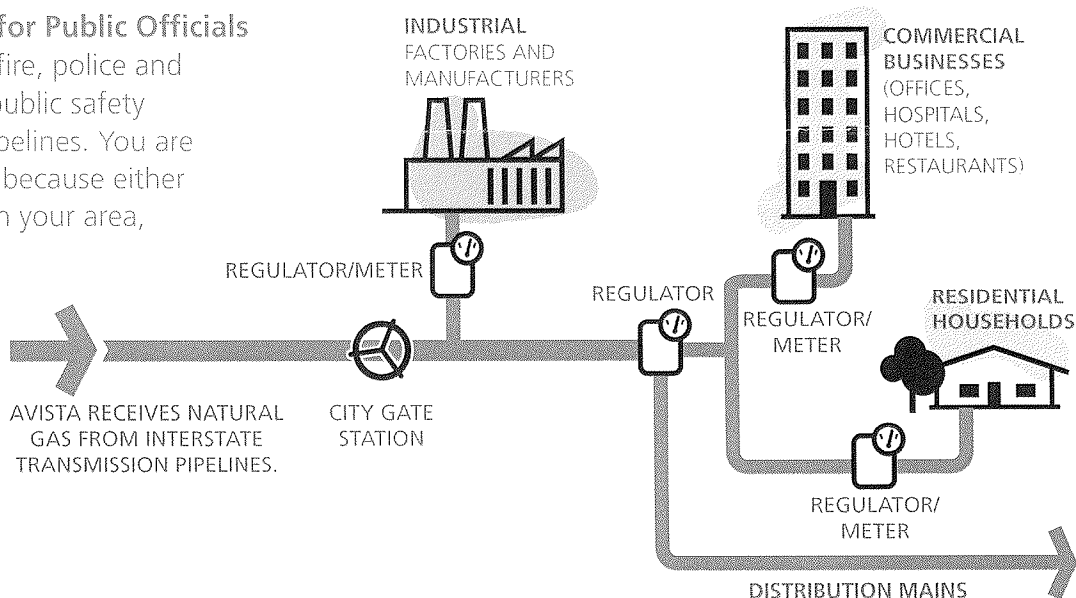 for Public Officials
fire, police and
public safety
pelines. You are
because either
n your area,
INDUSTRIAL
FACTORIES AND
MANUFACTURERS
COMMERCIAL
BUSINESSES
(OFFICES,
HOSPITALS,
HOTELS,
RESTAURANTS)
REGULATOR/METER
REGULATOR
REGULATOR/
METER
RESIDENTIAL
HOUSEHOLDS
AVISTA RECEIVES NATURAL
GAS FROM INTERSTATE
TRANSMISSION PIPELINES.
CITY GATE
STATION
REGULATOR/
METER
DISTRIBUTION MAINS